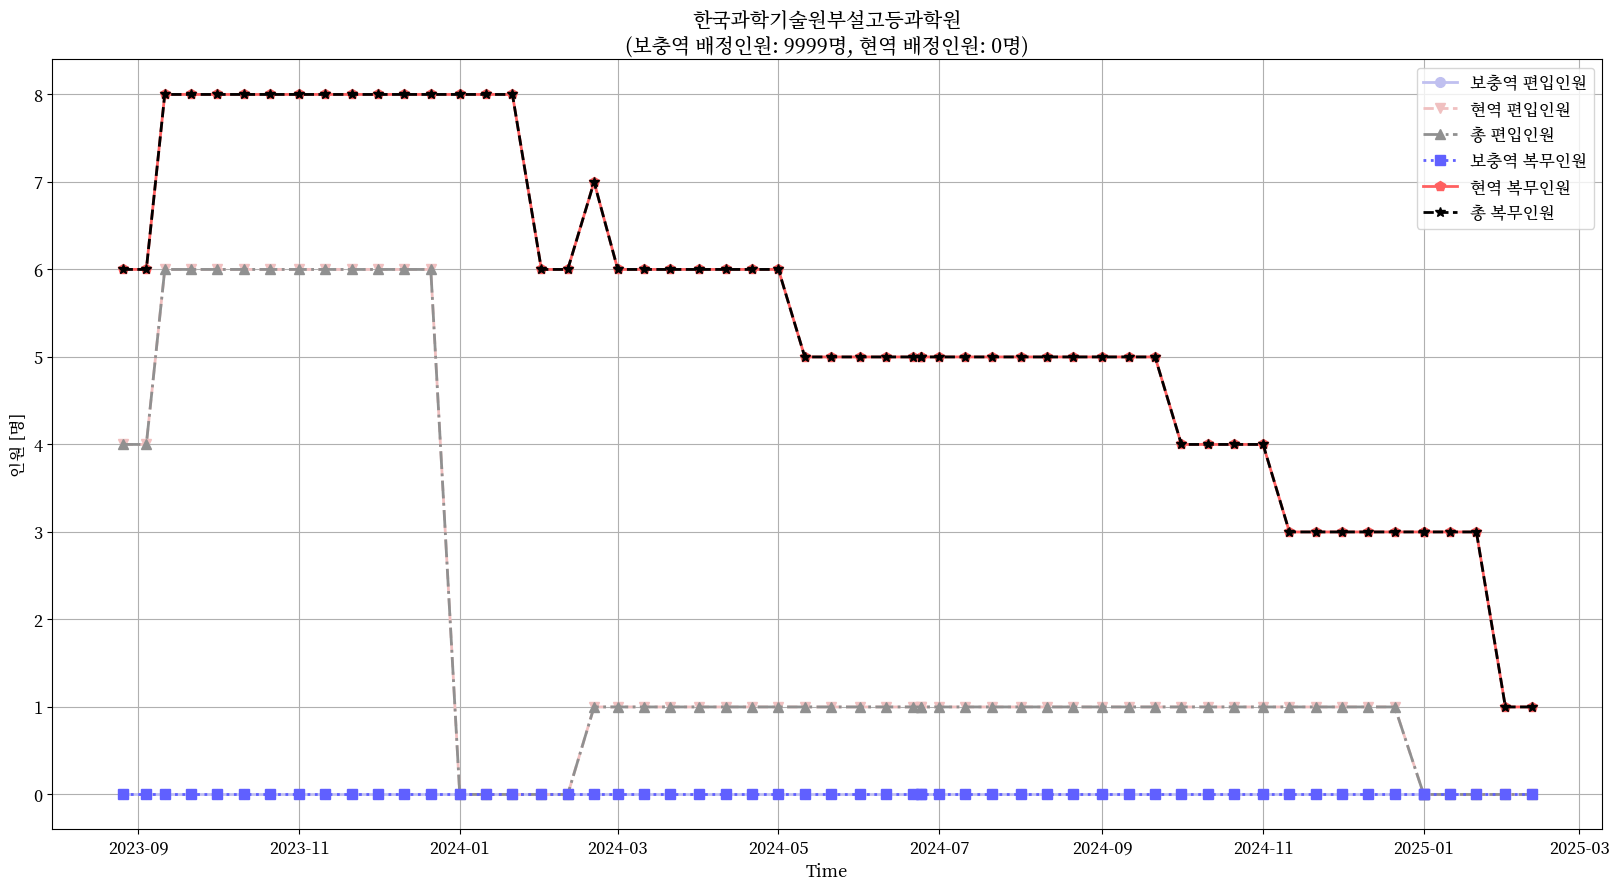 한국과학기술원부설고등과학원
(보충역 배정인원: 9999명, 현역 배정인원: 0명)
보충역 편입인원
현역 편입인원
총 편입인원
보충역 복무인원
현역 복무인원
총 복무인원
인원 [명]
8
7
6
5
4
3
2
1
0
2023-09
2023-11
2024-01
2024-03
2024-05
2024-07
2024-09
2024-11
2025-01
2025-03
Time